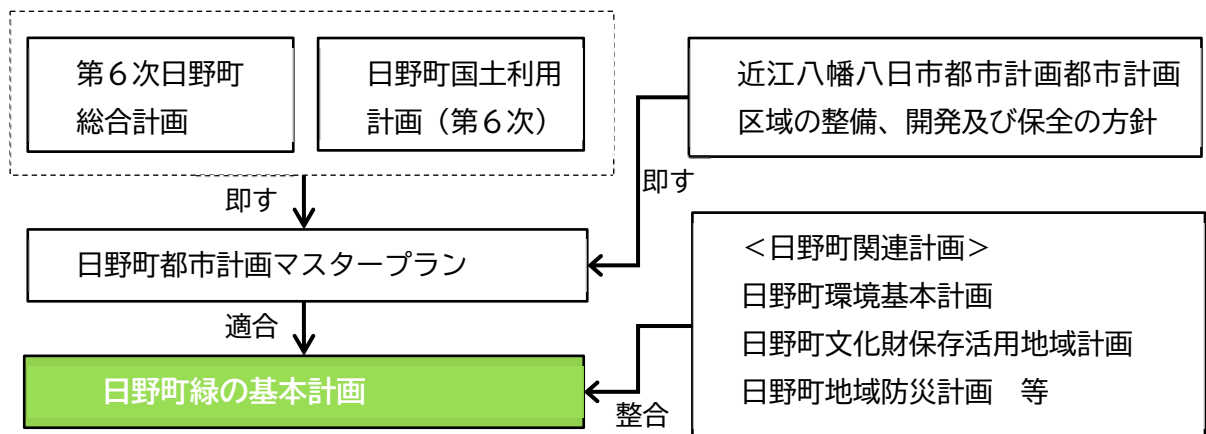 第６次日野町
総合計画
日野町国土利用
計画（第６次）
近江八幡八日市都市計画都市計画
区域の整備、開発及び保全の方針
即す
即す
日野町都市計画マスタープラン
適合
日野町緑の基本計画
整合
＜日野町関連計画＞
日野町環境基本計画
日野町文化財保存活用地域計画
日野町地域防災計画　等